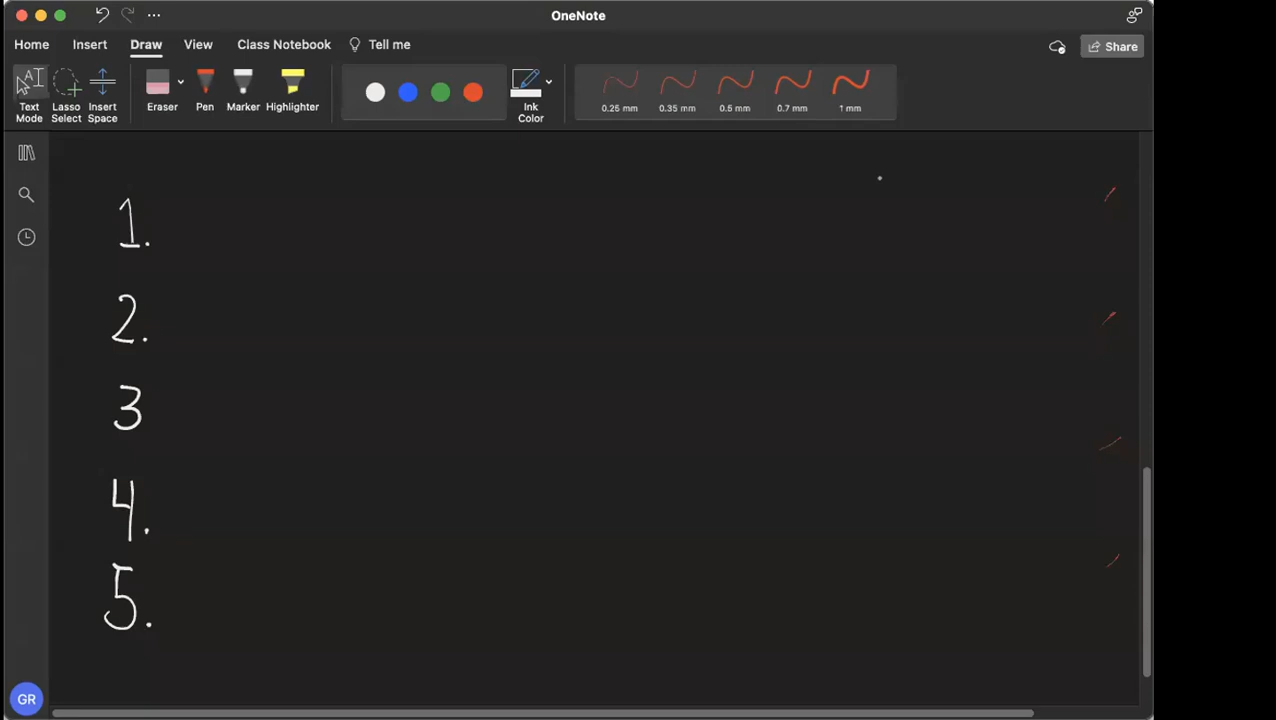 OneNote
Home Insert Draw View Class Notebook Tell me Share
Text Mode
Lasso Select
Insert Space
Eraser
Pen
Marker
Highlighter
Ink Color
0.25 mm
0.35 mm
0.5 mm
0.7 mm
1 mm
1.
2.
3
4.
5.
GR